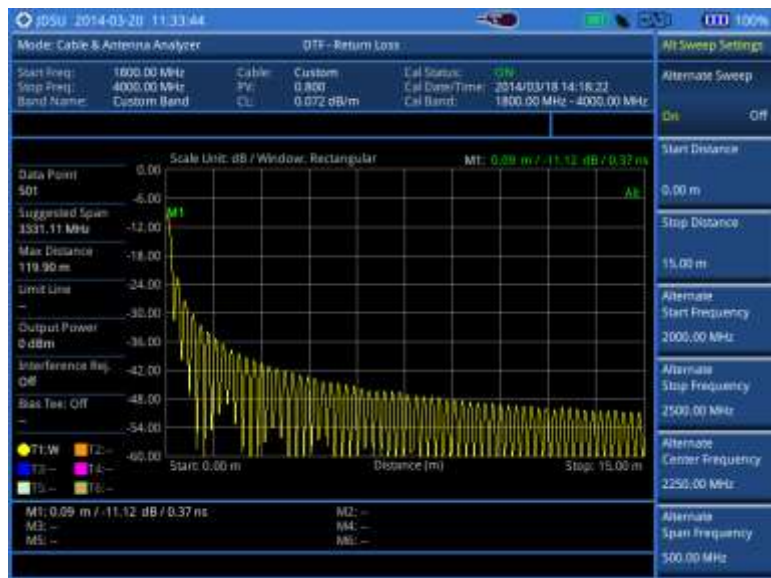 JDSU 2014-03-20 11:33:44 100%
Mode: Cable & Antenna Analyzer DTF - Return Loss
Start Freq: 1800.00 MHz Cable: Custom Cal Status: ON
Stop Freq: 4000.00 MHz PV: 0.800 Cal Date/Time: 2014/03/18 14:18:22
Band Name: Custom Band CL: 0.072 dB/m Cal Band: 1800.00 MHz - 4000.00 MHz
Scale Unit: dB / Window: Rectangular M1: 0.09 m / -11.12 dB / 0.37 ns
Alt
M1
Data Point
501
Suggested Span
3331.11 MHz
Max Distance
119.90 m
Limit Line
--
Output Power
0 dBm
Interference Rej.
Off
Bias Tee: Off
--
T1:W T2:--
T3:-- T4:--
T5:-- T6:--
0.00
-6.00
-12.00
-18.00
-24.00
-30.00
-36.00
-42.00
-48.00
-54.00
-60.00
Start: 0.00 m Distance (m) Stop: 15.00 m
M1: 0.09 m / -11.12 dB / 0.37 ns M2: --
M3: -- M4: --
M5: -- M6: --
Alt Sweep Settings
Alternate Sweep
On Off
Start Distance
0.00 m
Stop Distance
15.00 m
Alternate
Start Frequency
2000.00 MHz
Alternate
Stop Frequency
2500.00 MHz
Alternate
Center Frequency
2250.00 MHz
Alternate
Span Frequency
500.00 MHz